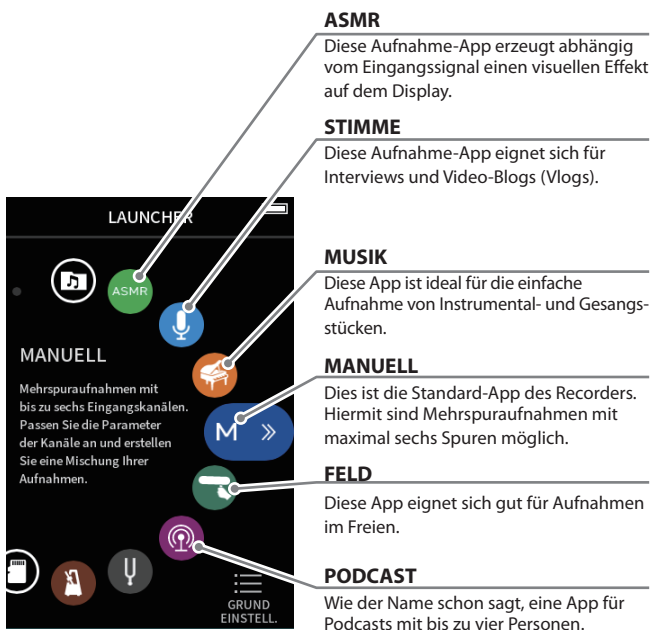 ASMR
Diese Aufnahme-App erzeugt abhängig
vom Eingangssignal einen visuellen Effekt
auf dem Display.
STIMME
Diese Aufnahme-App eignet sich für
Interviews und Video-Blogs (Vlogs).
MUSIK
Diese App ist ideal für die einfache
Aufnahme von Instrumental- und Gesangs-
stücken.
MANUELL
Dies ist die Standard-App des Recorders.
Hiermit sind Mehrspuraufnahmen mit
maximal sechs Spuren möglich.
FELD
Diese App eignet sich gut für Aufnahmen
im Freien.
PODCAST
Wie der Name schon sagt, eine App für
Podcasts mit bis zu vier Personen.
LAUNCHER
ASMR
MANUELL
Mehrspuraufnahmen mit
bis zu sechs Eingangskanälen.
Passen Sie die Parameter
der Kanäle an und erstellen
Sie eine Mischung Ihrer
Aufnahmen.
M
GRUND
EINSTELL.